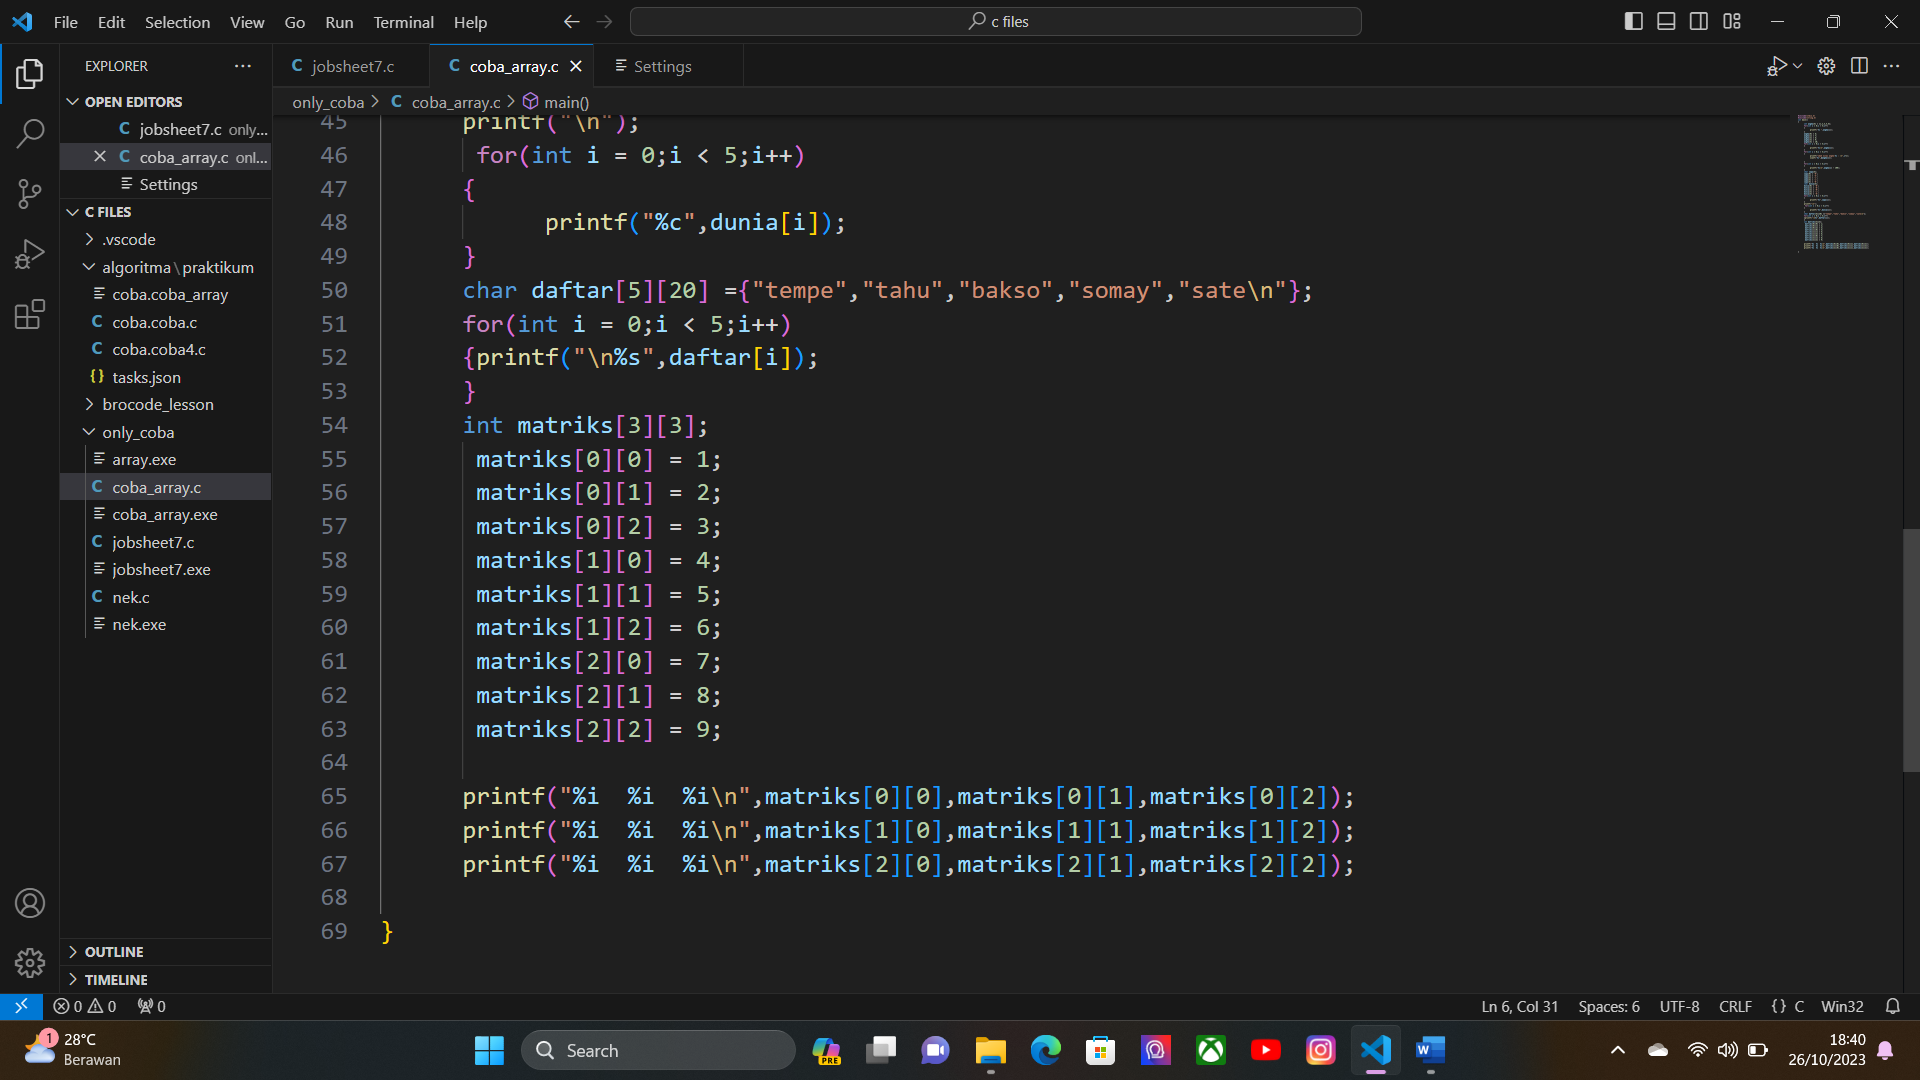 File Edit Selection View Go Run Terminal Help
c files
EXPLORER
OPEN EDITORS
jobsheet7.c only...
coba_array.c onl...
Settings
C FILES
.vscode
algoritma\praktikum
coba.coba_array
coba.coba.c
coba.coba4.c
tasks.json
brocode_lesson
only_coba
array.exe
coba_array.c
coba_array.exe
jobsheet7.c
jobsheet7.exe
nek.c
nek.exe
OUTLINE
TIMELINE
jobsheet7.c coba_array.c Settings
only_coba > C coba_array.c > main()
45 printf("\n");
46 for(int i = 0;i < 5;i++)
47 {
48 printf("%c",dunia[i]);
49 }
50 char daftar[5][20] ={"tempe","tahu","bakso","somay","sate\n"};
51 for(int i = 0;i < 5;i++)
52 {printf("\n%s",daftar[i]);
53 }
54 int matriks[3][3];
55 matriks[0][0] = 1;
56 matriks[0][1] = 2;
57 matriks[0][2] = 3;
58 matriks[1][0] = 4;
59 matriks[1][1] = 5;
60 matriks[1][2] = 6;
61 matriks[2][0] = 7;
62 matriks[2][1] = 8;
63 matriks[2][2] = 9;
64
65 printf("%i  %i  %i\n",matriks[0][0],matriks[0][1],matriks[0][2]);
66 printf("%i  %i  %i\n",matriks[1][0],matriks[1][1],matriks[1][2]);
67 printf("%i  %i  %i\n",matriks[2][0],matriks[2][1],matriks[2][2]);
68
69 }
0 0 0
Ln 6, Col 31 Spaces: 6 UTF-8 CRLF {} C Win32
1 28°C
Berawan
Search
PRE
18:40
26/10/2023